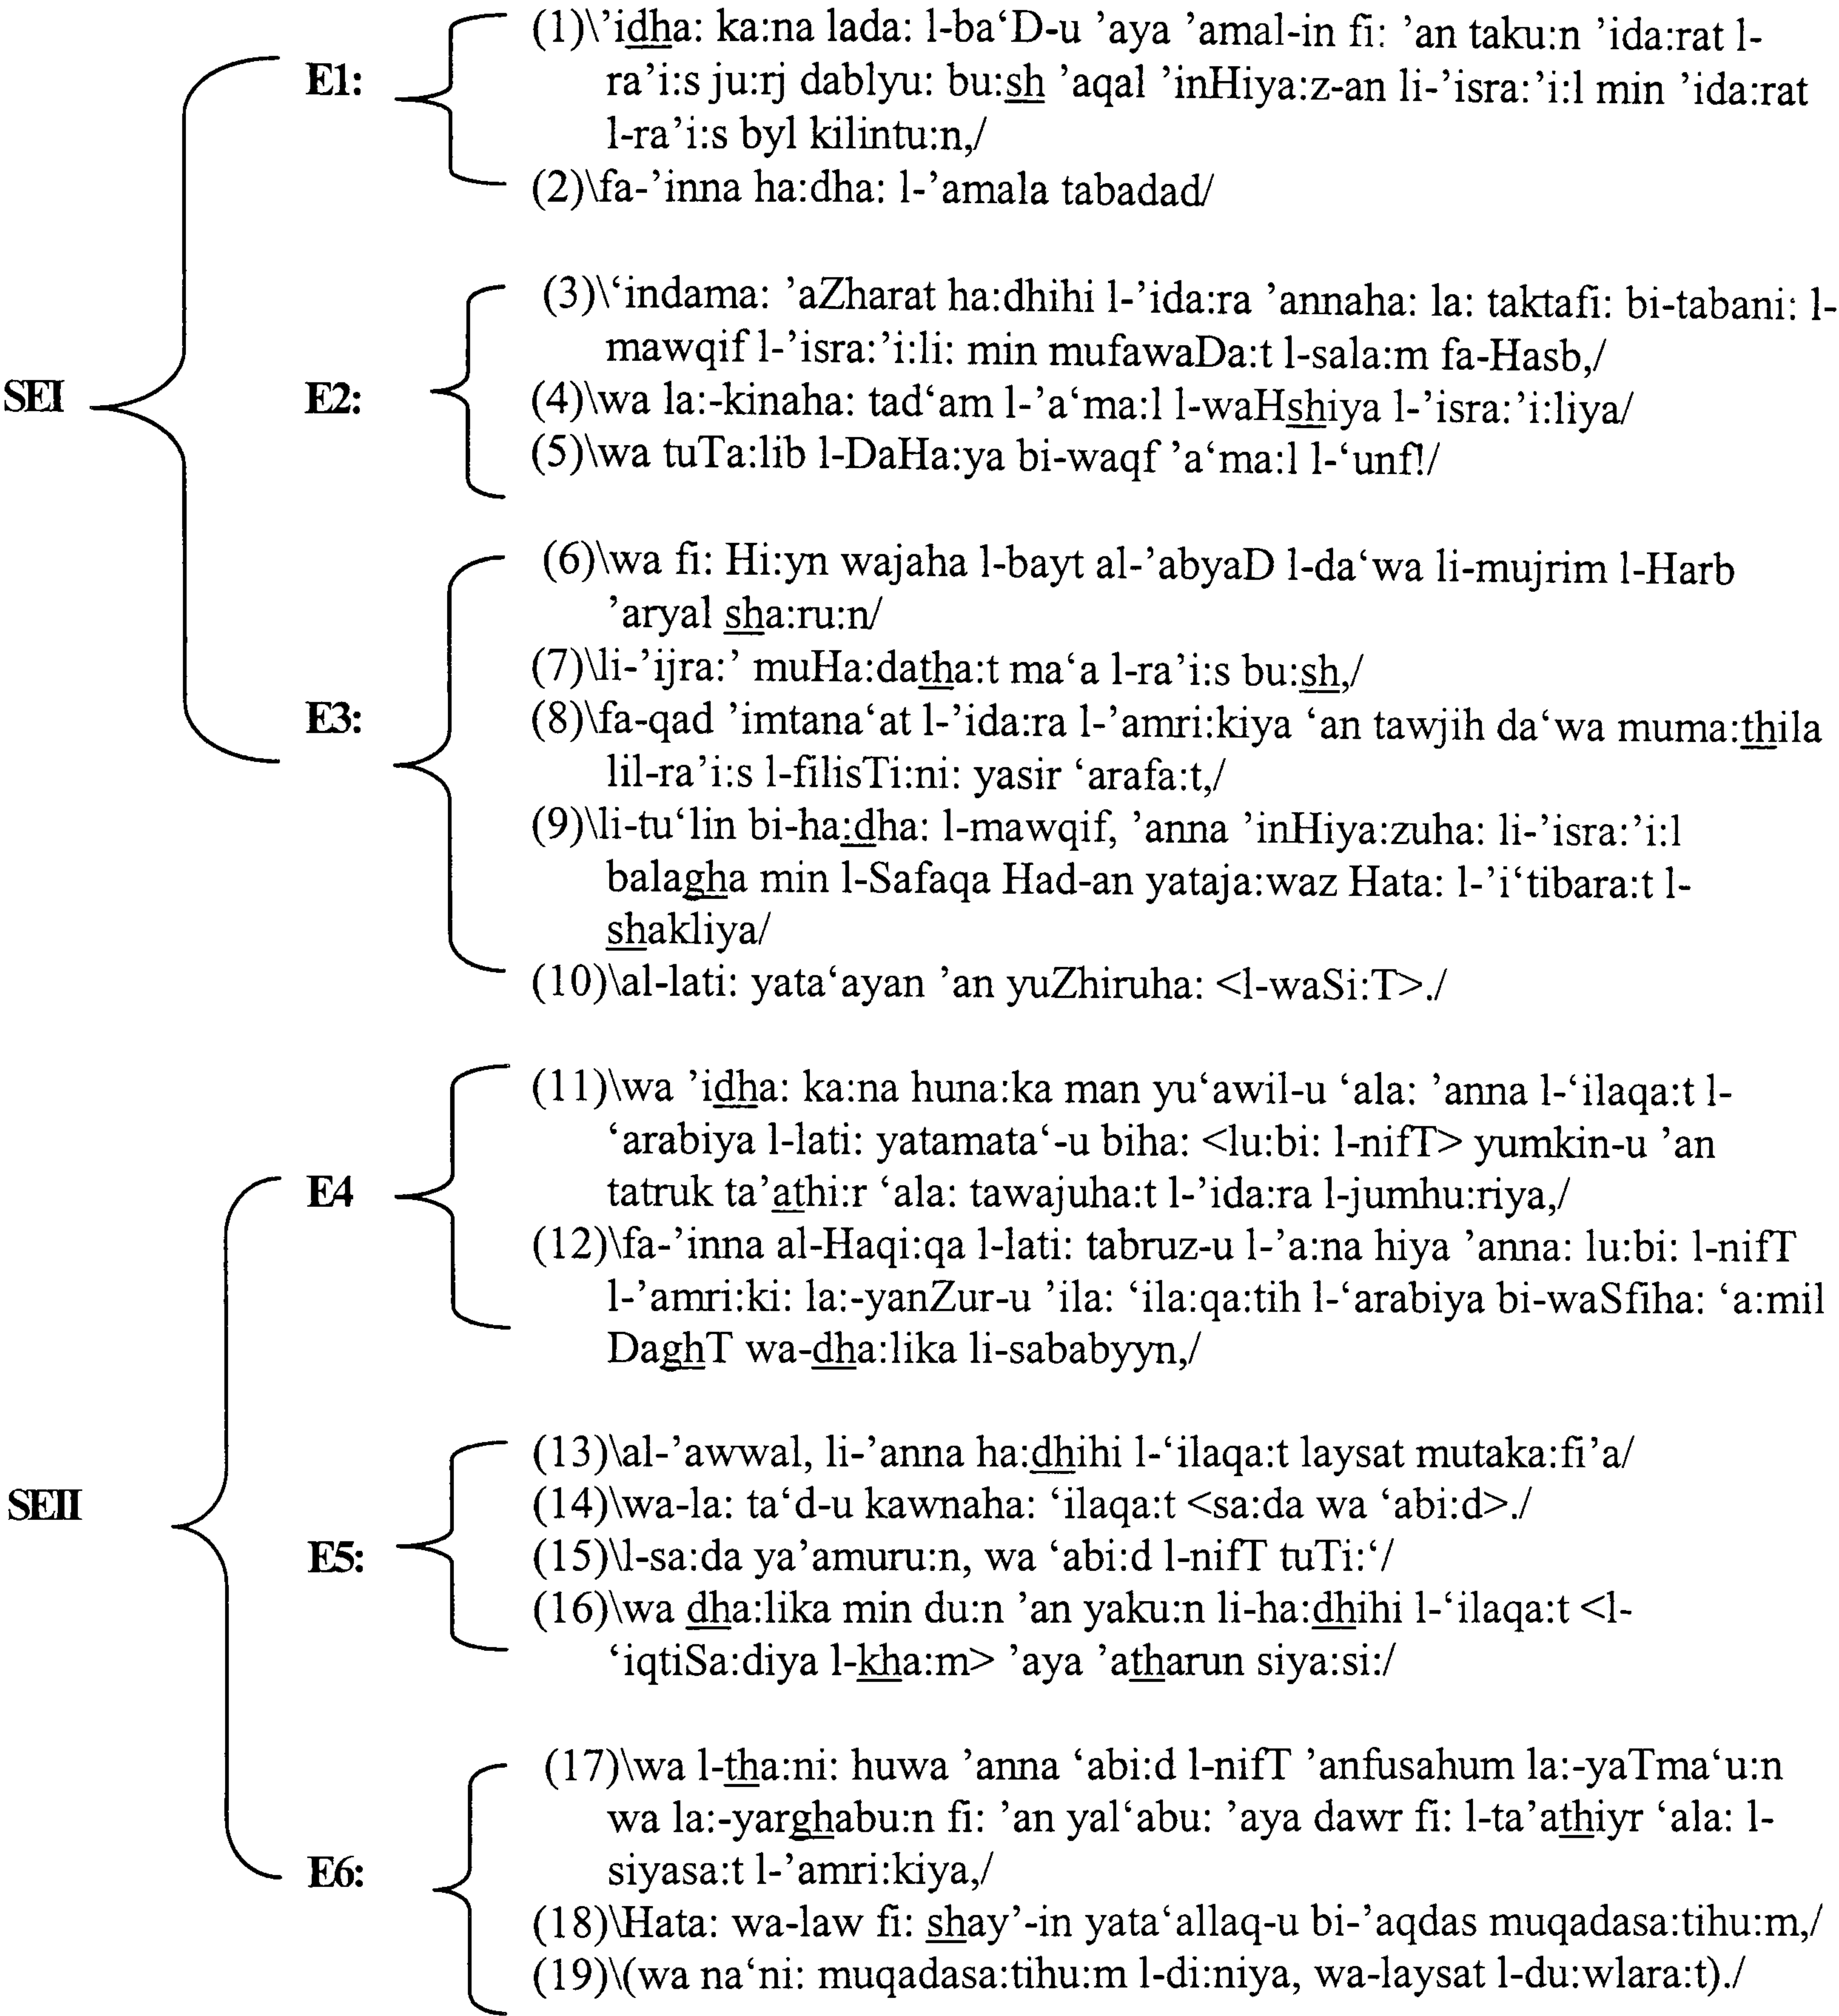 (1)\’idha: ka:na lada: l-ba‘D-u ’aya ’amal-in fi: ’an taku:n ’ida:rat l-
ra’i:s ju:rj dablyu: bu:sh ’aqal ’inHiya:z-an li-’isra:’i:l min ’ida:rat
l-ra’i:s byl kilintu:n,/
E1:
(2)\fa-’inna ha:dha: l-’amala tabadad/
(3)\‘indama: ’aZharat ha:dhihi l-’ida:ra ’annaha: la: taktafi: bi-tabani: l-
mawqif l-’isra:’i:li: min mufawaDa:t l-sala:m fa-Hasb,/
SEI
E2:
(4)\wa la:-kinaha: tad‘am l-’a‘ma:l l-waHshiya l-’isra:’i:liya/
(5)\wa tuTa:lib l-DaHa:ya bi-waqf ’a‘ma:l l-‘unf!/
(6)\wa fi: Hi:yn wajaha l-bayt al-’abyaD l-da‘wa li-mujrim l-Harb
’aryal sha:ru:n/
(7)\li-’ijra:’ muHa:datha:t ma‘a l-ra’i:s bu:sh,/
E3:
(8)\fa-qad ’imtana‘at l-’ida:ra l-’amri:kiya ‘an tawjih da‘wa muma:thila
lil-ra’i:s l-filisTi:ni: yasir ‘arafa:t,/
(9)\li-tu‘lin bi-ha:dha: l-mawqif, ’anna ’inHiya:zuha: li-’isra:’i:l
balagha min l-Safaqa Had-an yataja:waz Hata: l-’i‘tibara:t l-
shakliya/
(10)\al-lati: yata‘ayan ’an yuZhiruha: <l-waSi:T>./
(11)\wa ’idha: ka:na huna:ka man yu‘awil-u ‘ala: ’anna l-‘ilaqa:t l-
‘arabiya l-lati: yatamata‘-u biha: <lu:bi: l-nifT> yumkin-u ’an
tatruk ta’athi:r ‘ala: tawajuha:t l-’ida:ra l-jumhu:riya,/
E4
(12)\fa-’inna al-Haqi:qa l-lati: tabruz-u l-’a:na hiya ’anna: lu:bi: l-nifT
l-’amri:ki: la:-yanZur-u ’ila: ‘ila:qa:tih l-‘arabiya bi-waSfiha: ‘a:mil
DaghT wa-dha:lika li-sababyyn,/
(13)\al-’awwal, li-’anna ha:dhihi l-‘ilaqa:t laysat mutaka:fi’a/
SEII
(14)\wa-la: ta‘d-u kawnaha: ‘ilaqa:t <sa:da wa ‘abi:d>./
E5:
(15)\l-sa:da ya’amuru:n, wa ‘abi:d l-nifT tuTi:‘/
(16)\wa dha:lika min du:n ’an yaku:n li-ha:dhihi l-‘ilaqa:t <l-
‘iqtiSa:diya l-kha:m> ’aya ’atharun siya:si:/
(17)\wa l-tha:ni: huwa ’anna ‘abi:d l-nifT ’anfusahum la:-yaTma‘u:n
wa la:-yarghabu:n fi: ’an yal‘abu: ’aya dawr fi: l-ta’athiyr ‘ala: l-
siyasa:t l-’amri:kiya,/
E6:
(18)\Hata: wa-law fi: shay’-in yata‘allaq-u bi-’aqdas muqadasa:tihu:m,/
(19)\(wa na‘ni: muqadasa:tihu:m l-di:niya, wa-laysat l-du:wlara:t)./